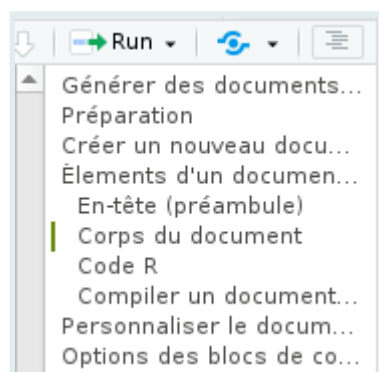 Run
Générer des documents...
Préparation
Créer un nouveau docu...
Élements d'un documen...
En-tête (préambule)
Corps du document
Code R
Compiler un document...
Personnaliser le docum...
Options des blocs de co...